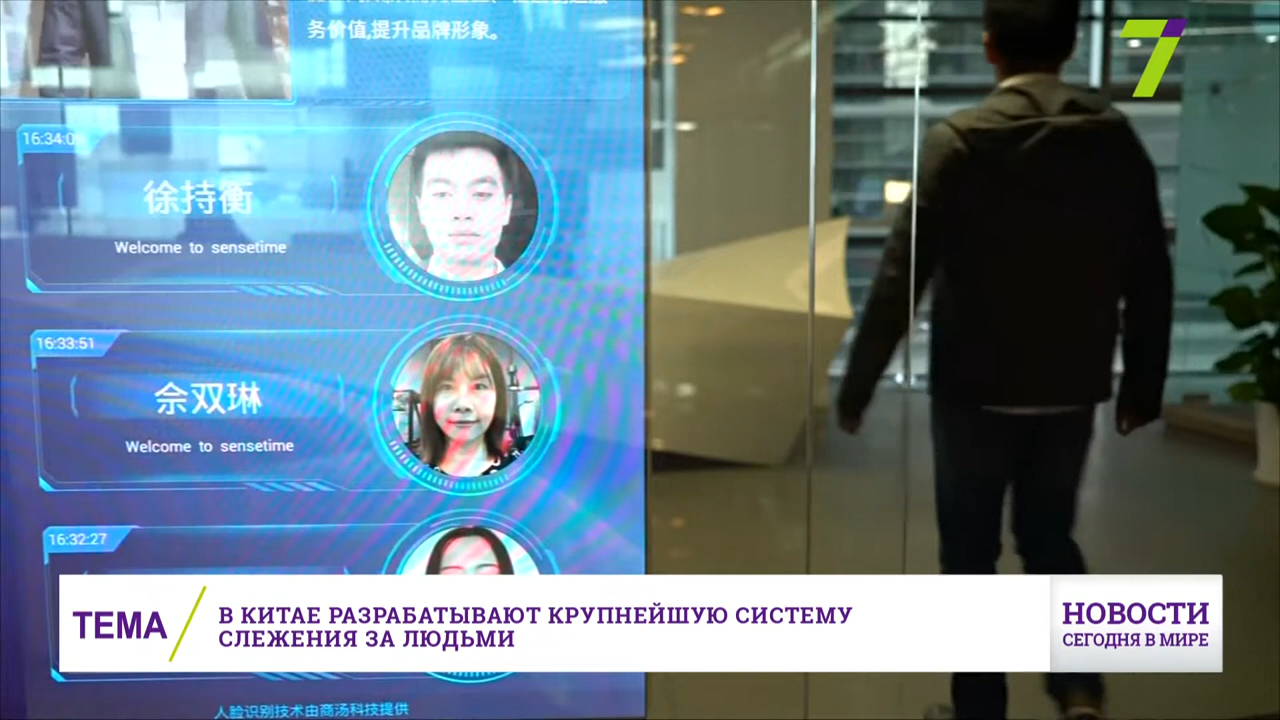 务价值,提升品牌形象。
7
16:34:0
徐持衡
Welcome to sensetime
16:33:51
佘双琳
Welcome to sensetime
16:32:27
ТЕМА
В КИТАЕ РАЗРАБАТЫВАЮТ КРУПНЕЙШУЮ СИСТЕМУ
СЛЕЖЕНИЯ ЗА ЛЮДЬМИ
НОВОСТИ
СЕГОДНЯ В МИРЕ
人脸识别技术由商汤科技提供